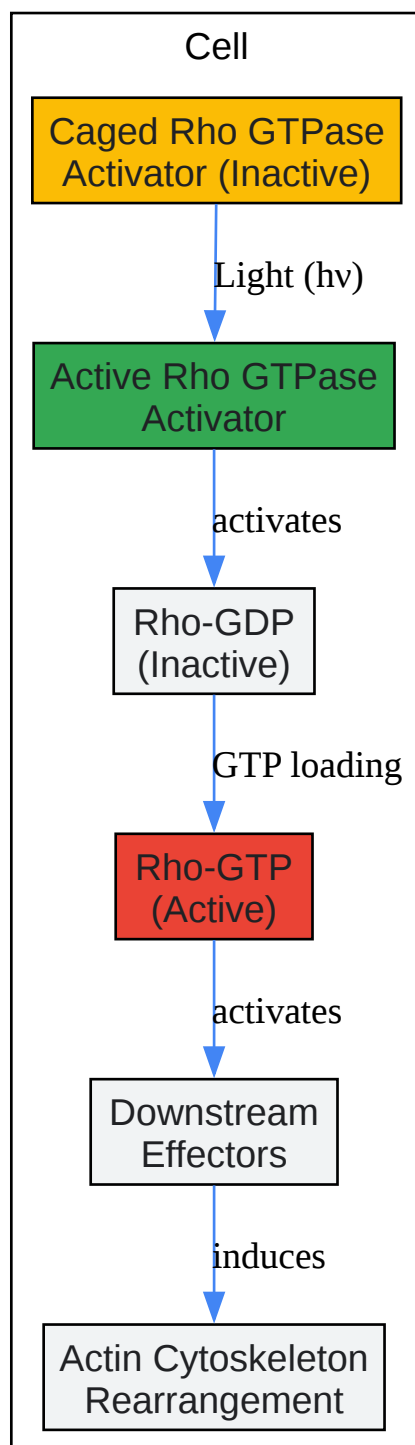 Cell
Caged Rho GTPase
Activator (Inactive)
Light (hν)
Active Rho GTPase
Activator
activates
Rho-GDP
(Inactive)
GTP loading
Rho-GTP
(Active)
activates
Downstream
Effectors
induces
Actin Cytoskeleton
Rearrangement